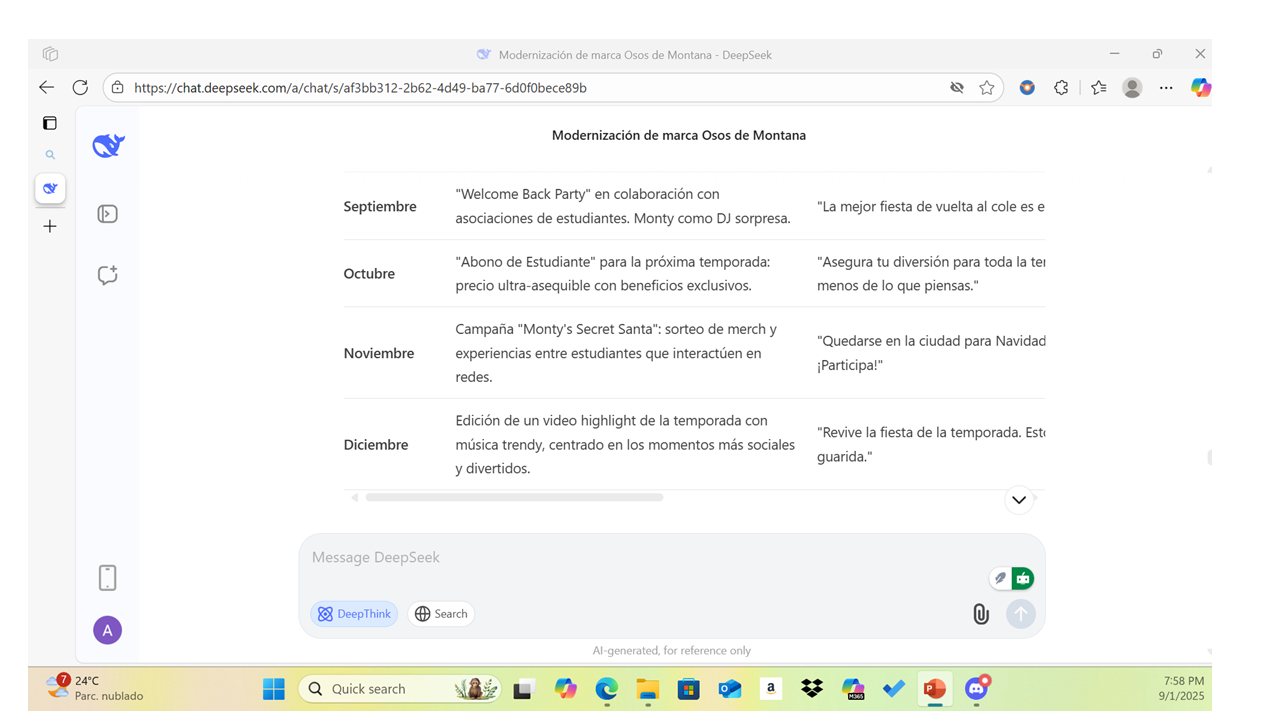 Modernización de marca Osos de Montana - DeepSeek
https://chat.deepseek.com/a/chat/s/af3bb312-2b62-4d49-ba77-6d0f0bece89b
Modernización de marca Osos de Montana
Septiembre
"Welcome Back Party" en colaboración con
asociaciones de estudiantes. Monty como DJ sorpresa.
"La mejor fiesta de vuelta al cole es e
Octubre
"Abono de Estudiante" para la próxima temporada:
precio ultra-asequible con beneficios exclusivos.
"Asegura tu diversión para toda la
menos de lo que piensas."
Noviembre
Campaña "Monty's Secret Santa": sorteo de merch y
experiencias entre estudiantes que interactúen en
redes.
"Quedarse en la ciudad para Navidad
¡Participa!"
Diciembre
Edición de un video highlight de la temporada con
música trendy, centrado en los momentos más sociales
y divertidos.
"Revive la fiesta de la temporada.
guarida."
Message DeepSeek
DeepThink
Search
A
AI-generated, for reference only
7
24°C
Parc. nublado
Quick search
a
M365
P
7:58 PM
9/1/2025